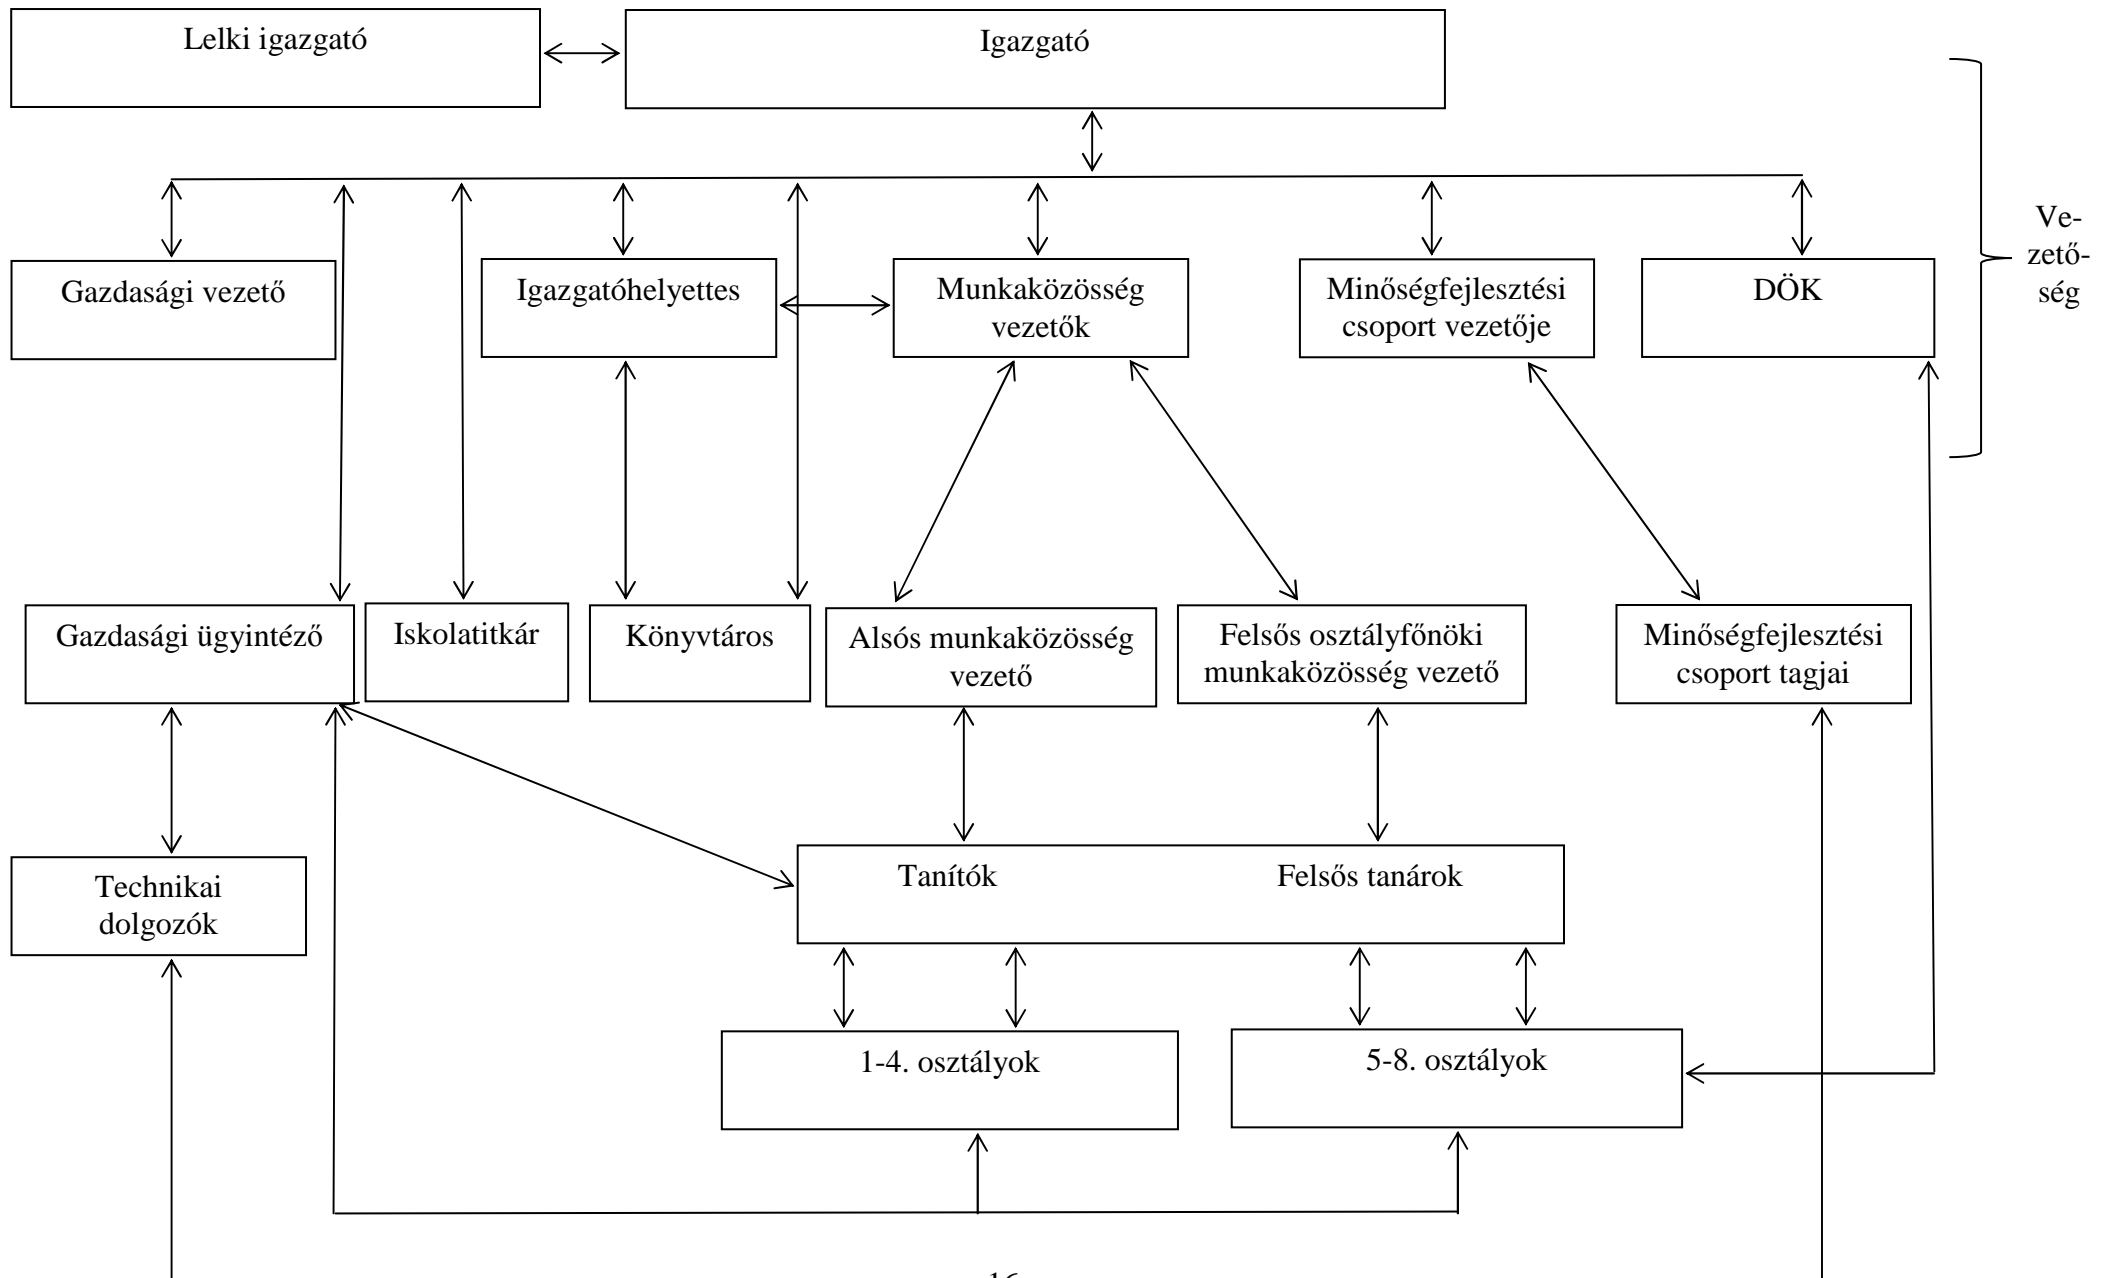 Lelki igazgató
Igazgató
Ve-
zető-
ség
Gazdasági vezető
Igazgatóhelyettes
Munkaközösség
vezetők
Minőségfejlesztési
csoport vezetője
DÖK
Gazdasági ügyintéző
Iskolatitkár
Könyvtáros
Alsós munkaközösség
vezető
Felsős osztályfőnöki
munkaközösség vezető
Minőségfejlesztési
csoport tagjai
Technikai
dolgozók
Tanítók
Felsős tanárok
1-4. osztályok
5-8. osztályok
16